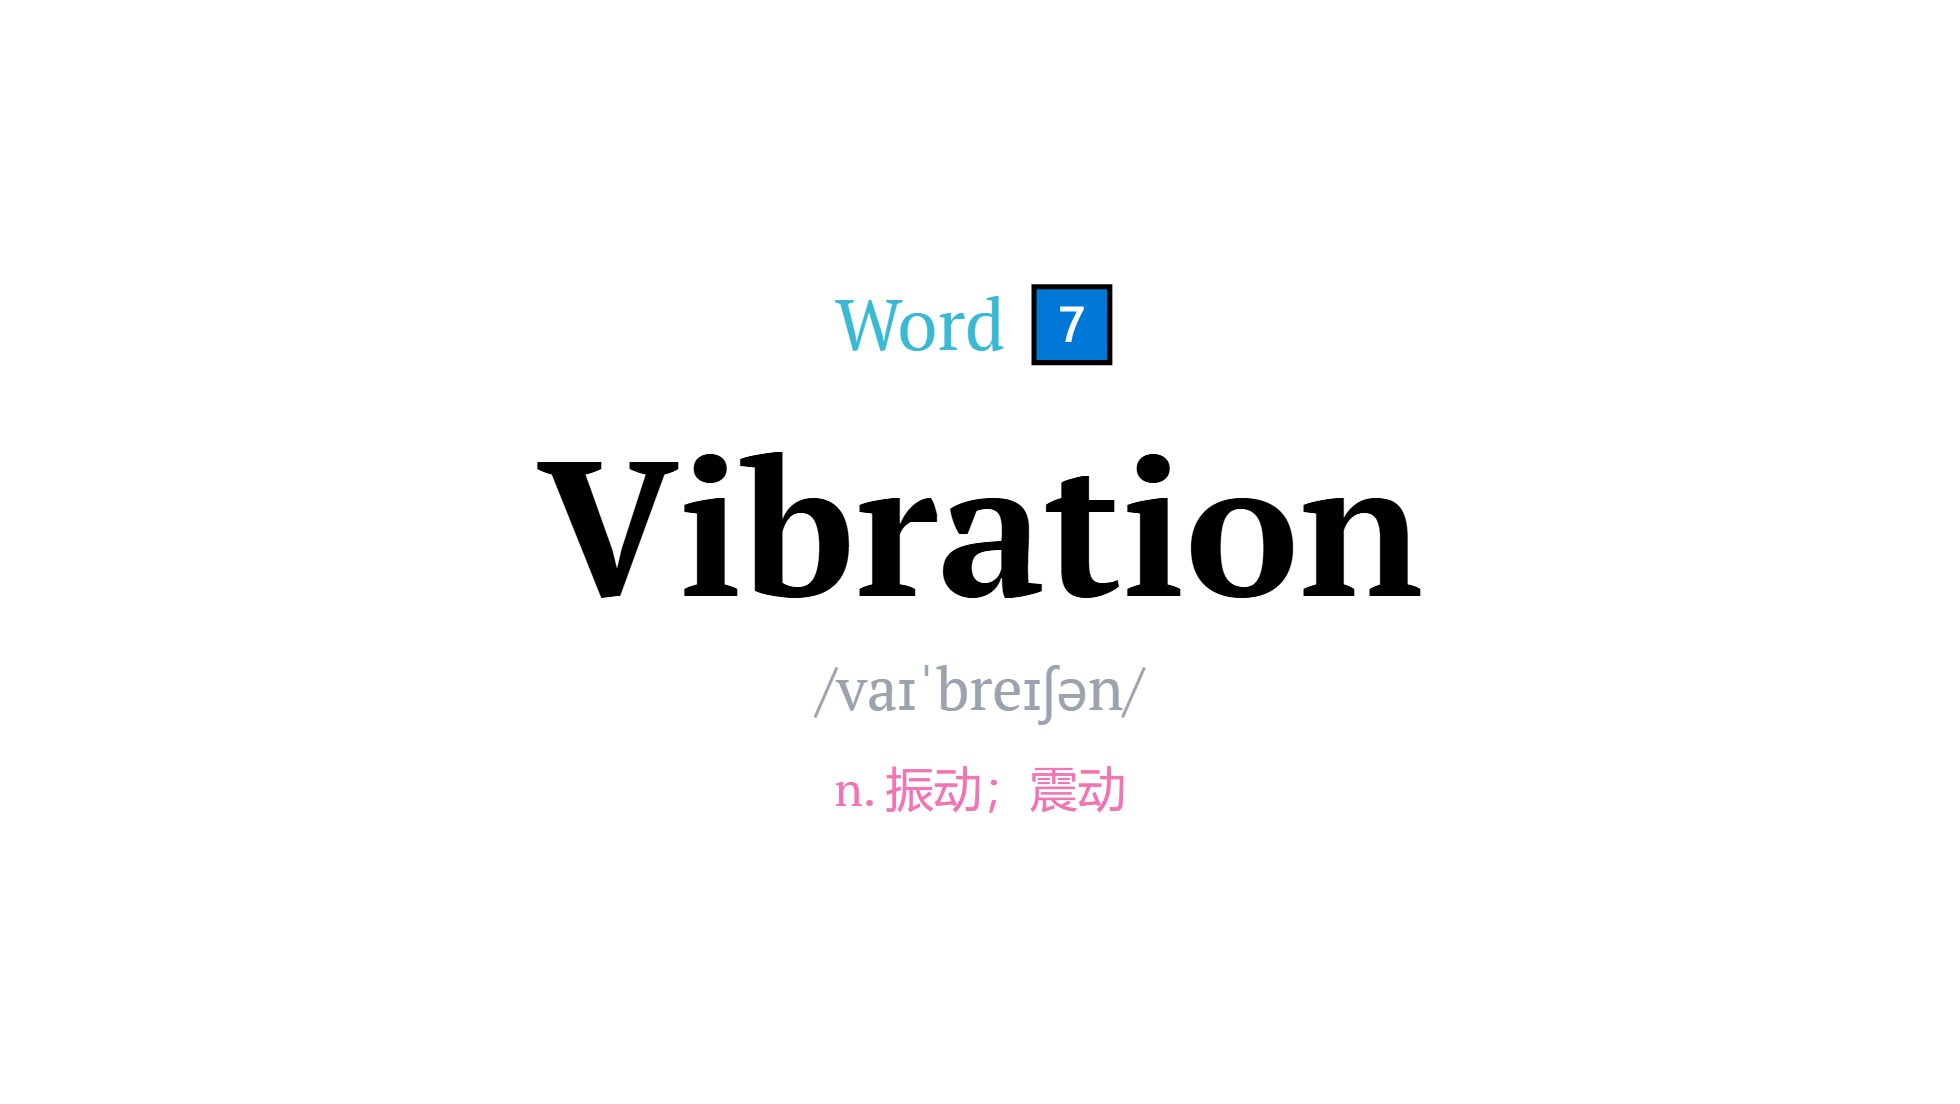 Word 7
Vibration
/vaɪˈbreɪʃən/
n. 振动；震动